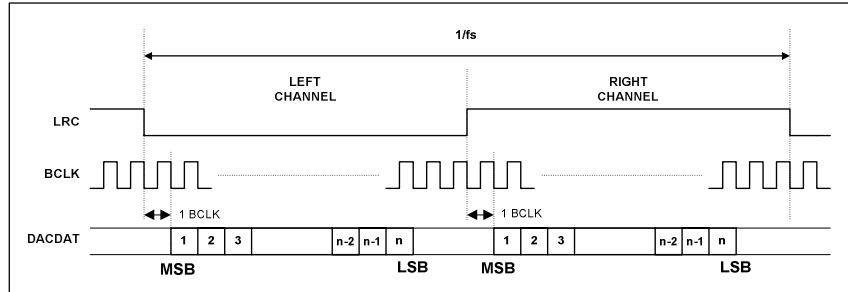 1/fs
LEFT
CHANNEL
RIGHT
CHANNEL
LRC
BCLK
1 BCLK
1 BCLK
DACDAT
1 2 3 n-2 n-1 n
1 2 3 n-2 n-1 n
MSB
LSB
MSB
LSB